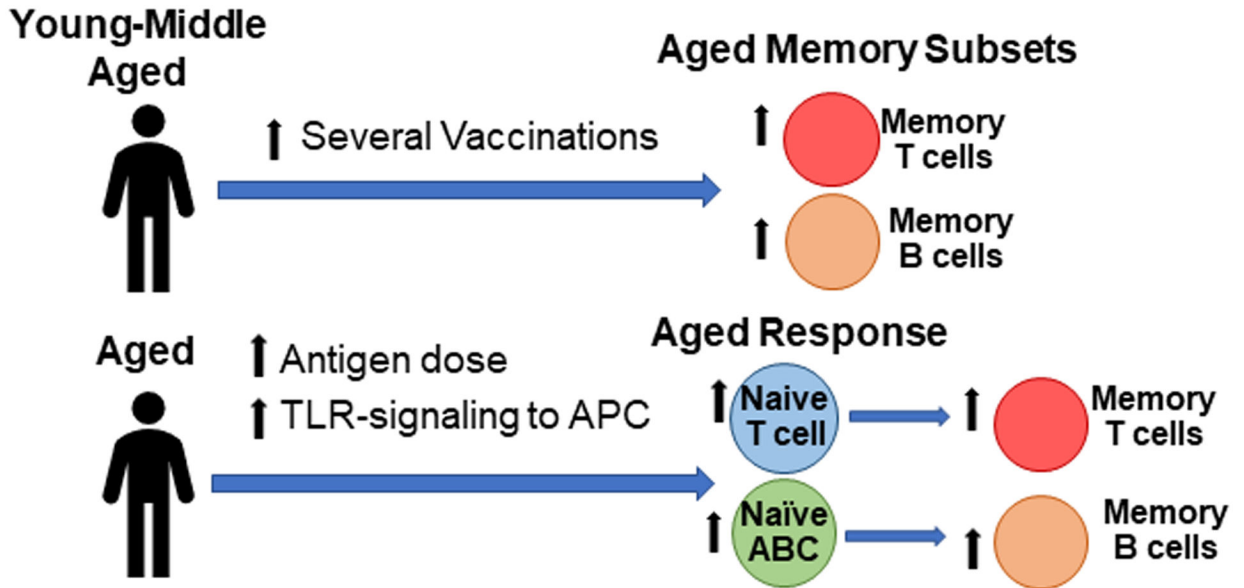 Young-Middle
Aged
Several Vaccinations
Aged Memory Subsets
Memory
T cells
Memory
B cells
Aged
Antigen dose
TLR-signaling to APC
Aged Response
Naive
T cell
Memory
T cells
Naïve
ABC
Memory
B cells